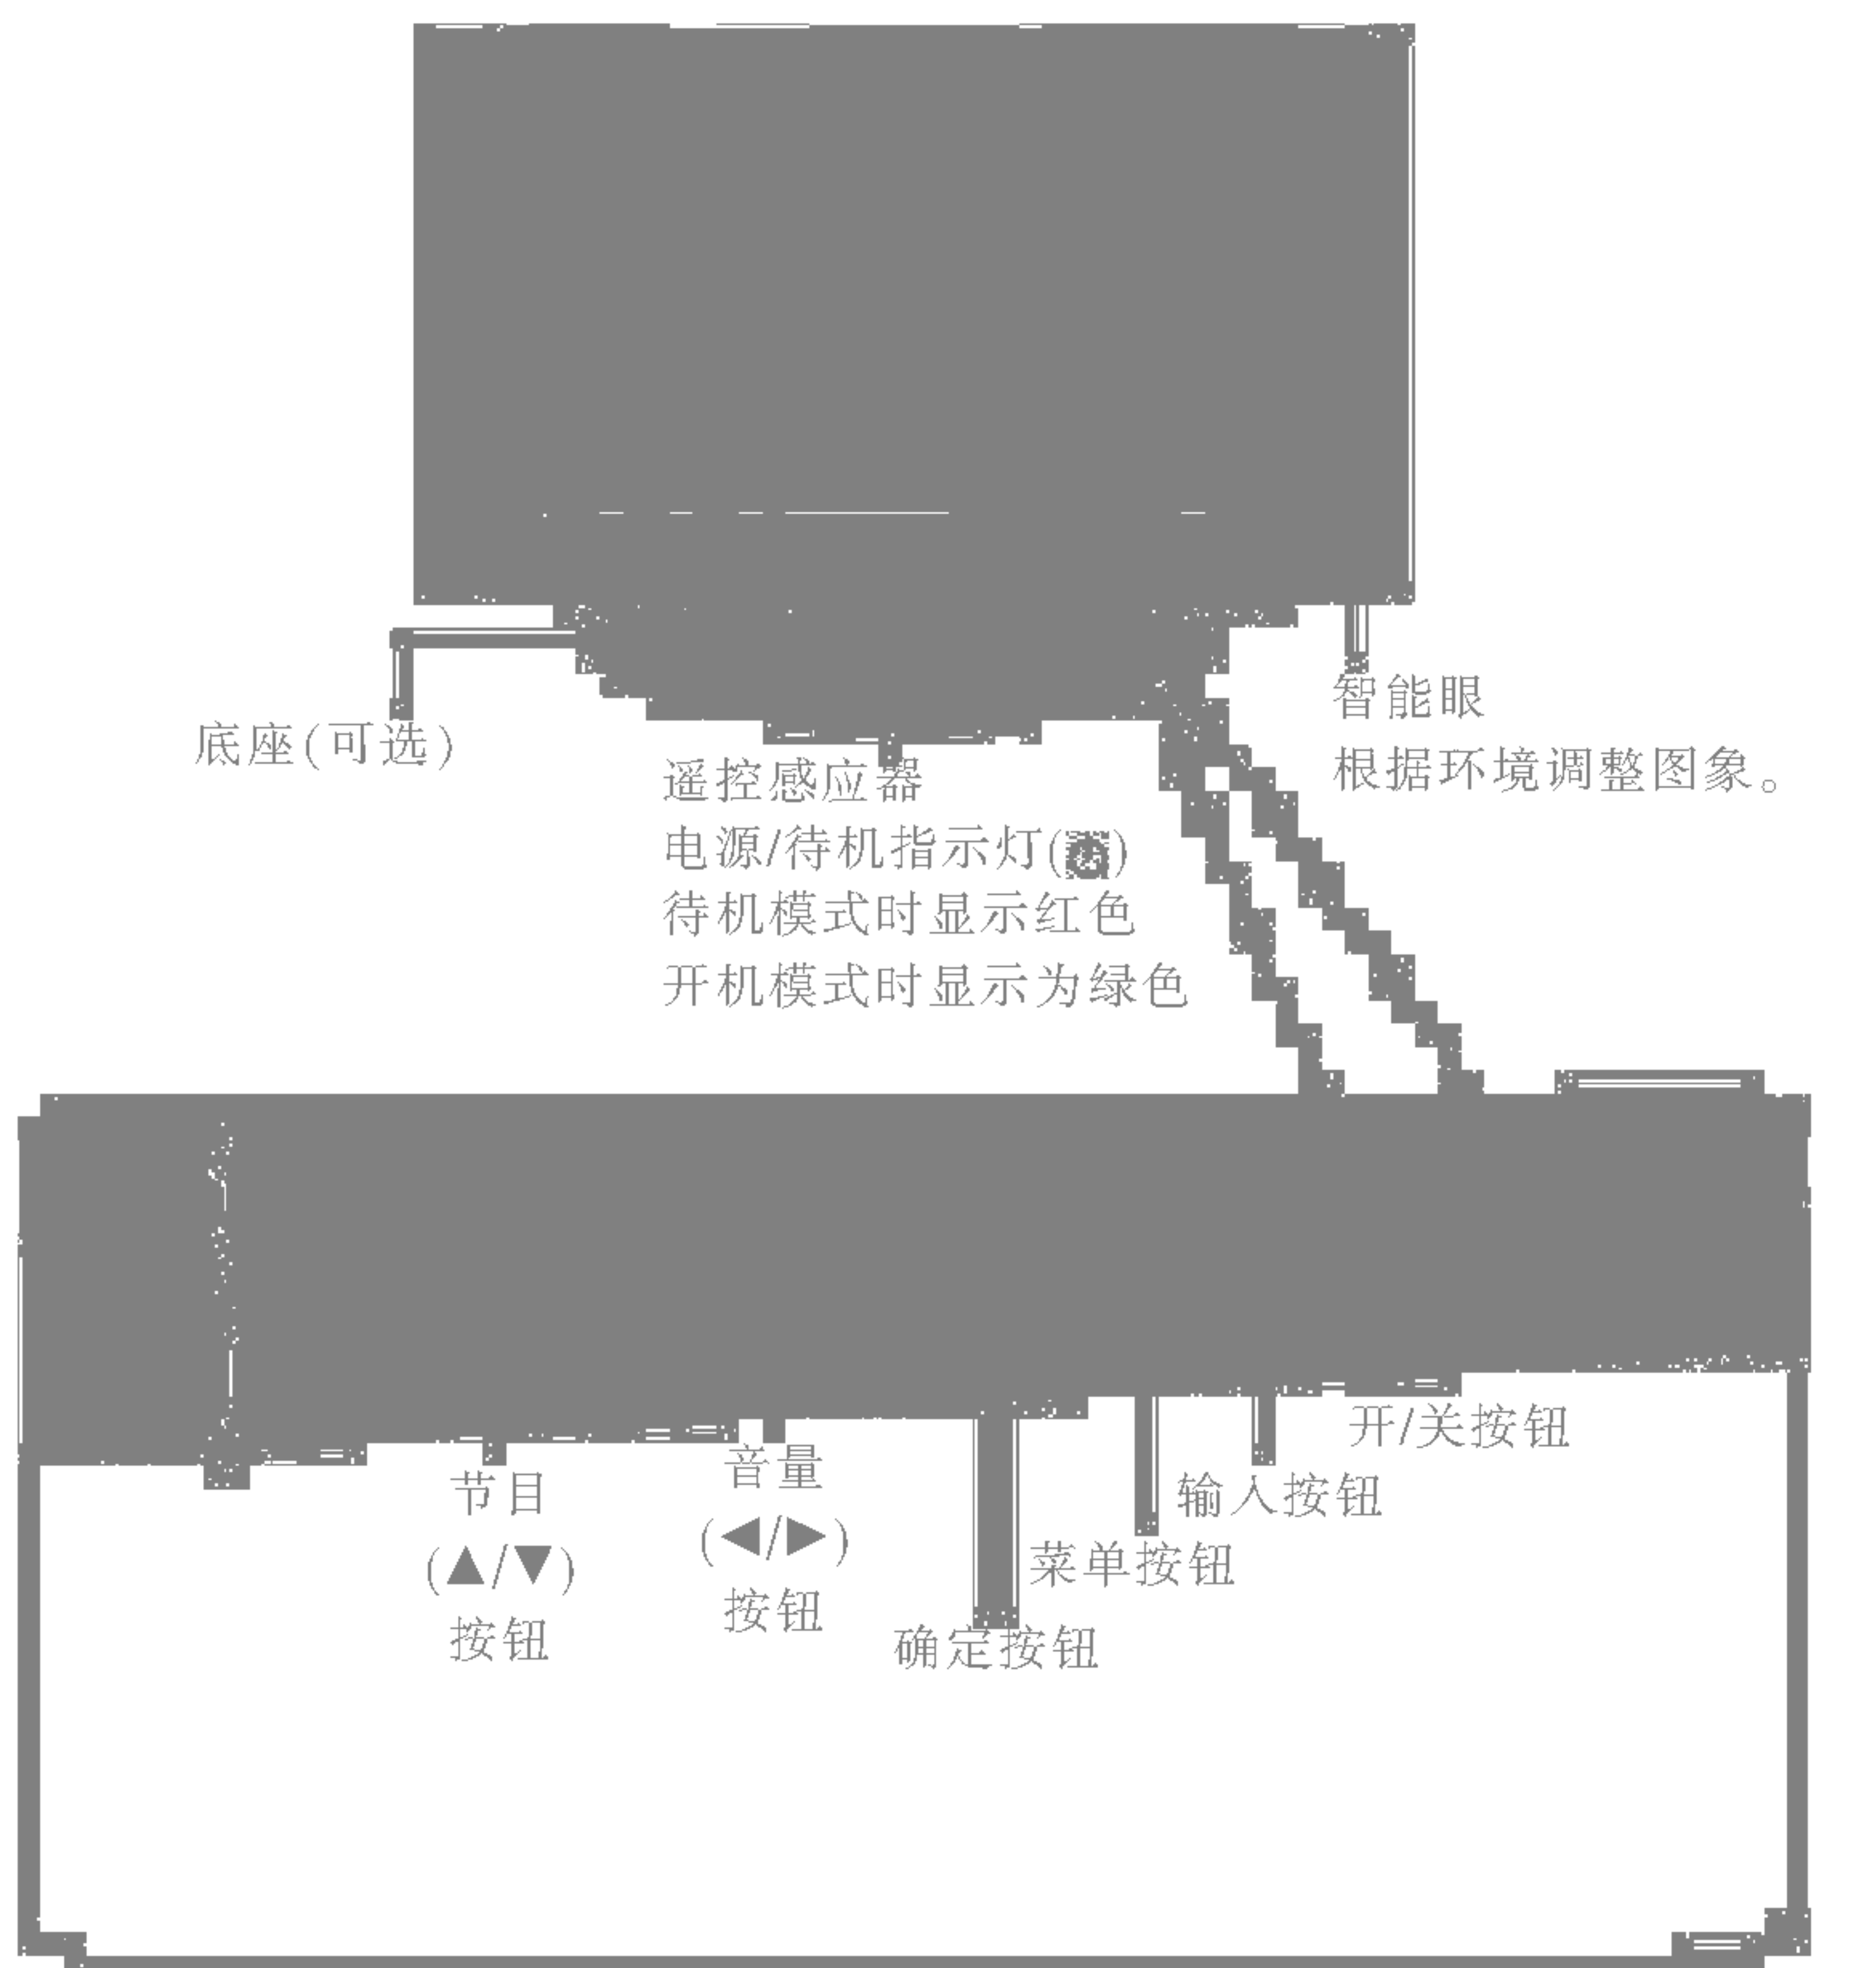 智能眼
根据环境调整图象。
底座(可选)
遥控感应器
电源/待机指示灯( )
待机模式时显示红色
开机模式时显示为绿色
开/关按钮
输入按钮
菜单按钮
确定按钮
音量
(◀/▶)
按钮
节目
(▲/▼)
按钮